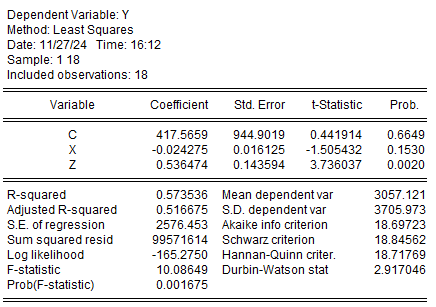 Dependent Variable: Y
Method: Least Squares
Date: 11/27/24 Time: 16:12
Sample: 1 18
Included observations: 18
Variable Coefficient Std. Error t-Statistic Prob.
C 417.5659 944.9019 0.441914 0.6649
X -0.024275 0.016125 -1.505432 0.1530
Z 0.536474 0.143594 3.736037 0.0020
R-squared 0.573536 Mean dependent var 3057.121
Adjusted R-squared 0.516675 S.D. dependent var 3705.973
S.E. of regression 2576.453 Akaike info criterion 18.69723
Sum squared resid 99571614 Schwarz criterion 18.84562
Log likelihood -165.2750 Hannan-Quinn criter. 18.71769
F-statistic 10.08649 Durbin-Watson stat 2.917046
Prob(F-statistic) 0.001675